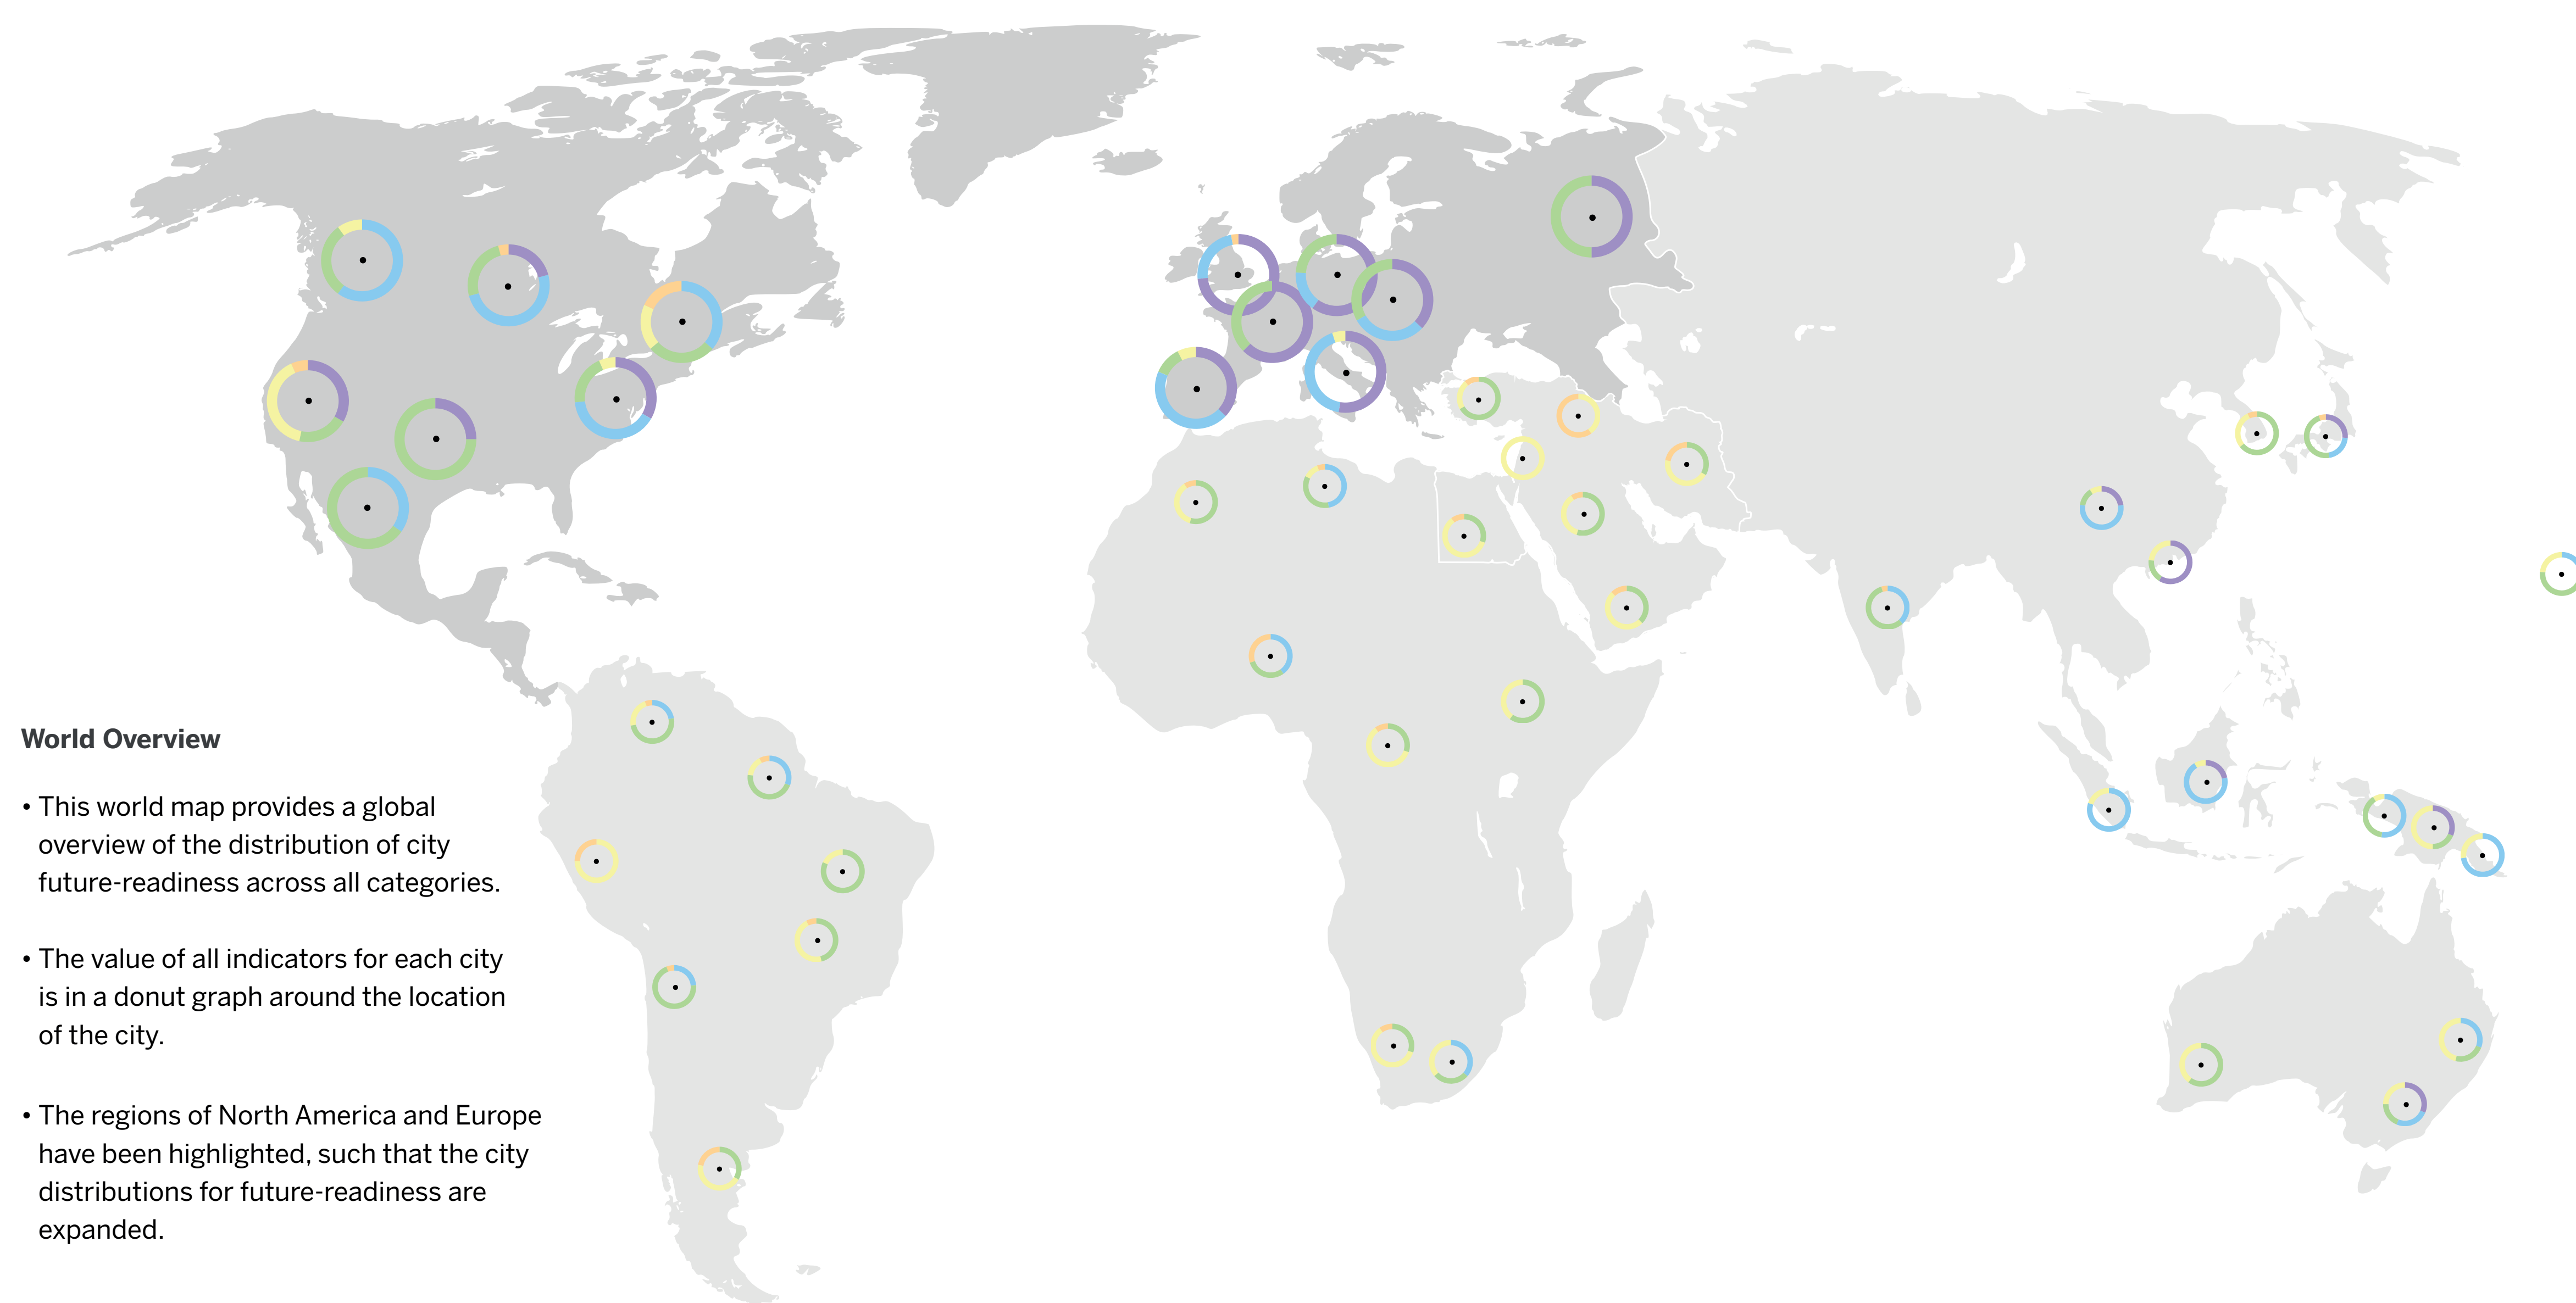 World Overview
• This world map provides a global
overview of the distribution of city
future-readiness across all categories.
• The value of all indicators for each city
is in a donut graph around the location
of the city.
• The regions of North America and Europe
have been highlighted, such that the city
distributions for future-readiness are
expanded.